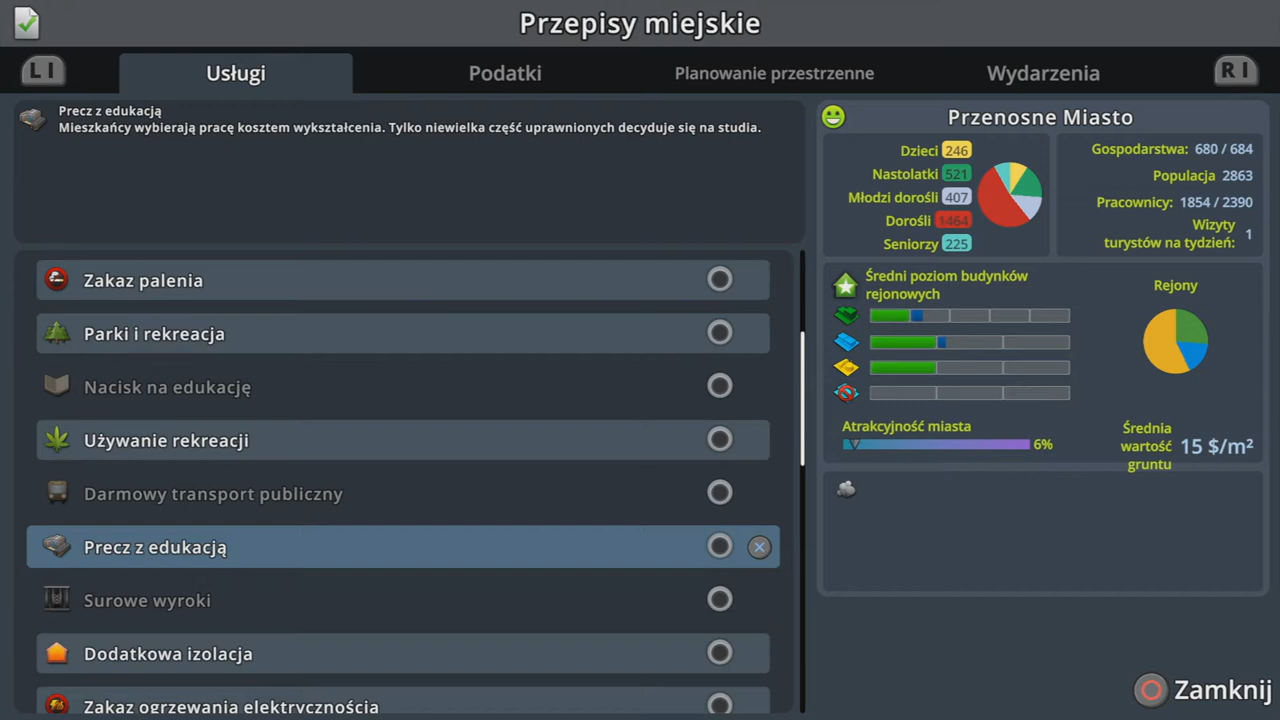 Przepisy miejskie
L1
Usługi
Podatki
Planowanie przestrzenne
Wydarzenia
R1
Precz z edukacją
Mieszkańcy wybierają pracę kosztem wykształcenia. Tylko niewielka część uprawnionych decyduje się na studia.
Zakaz palenia
Parki i rekreacja
Nacisk na edukację
Używanie rekreacji
Darmowy transport publiczny
Precz z edukacją
Surowe wyroki
Dodatkowa izolacja
Zakaz ogrzewania elektrycznością
Przenosne Miasto
Dzieci 246
Nastolatki 521
Młodzi dorośli 407
Dorośli 1464
Seniorzy 225
Gospodarstwa: 680 / 684
Populacja 2863
Pracownicy: 1854 / 2390
Wizyty
turystów na tydzień: 1
Średni poziom budynków
rejonowych
Rejony
Atrakcyjność miasta
6%
Średnia
wartość
gruntu
15 $/m²
Zamknij